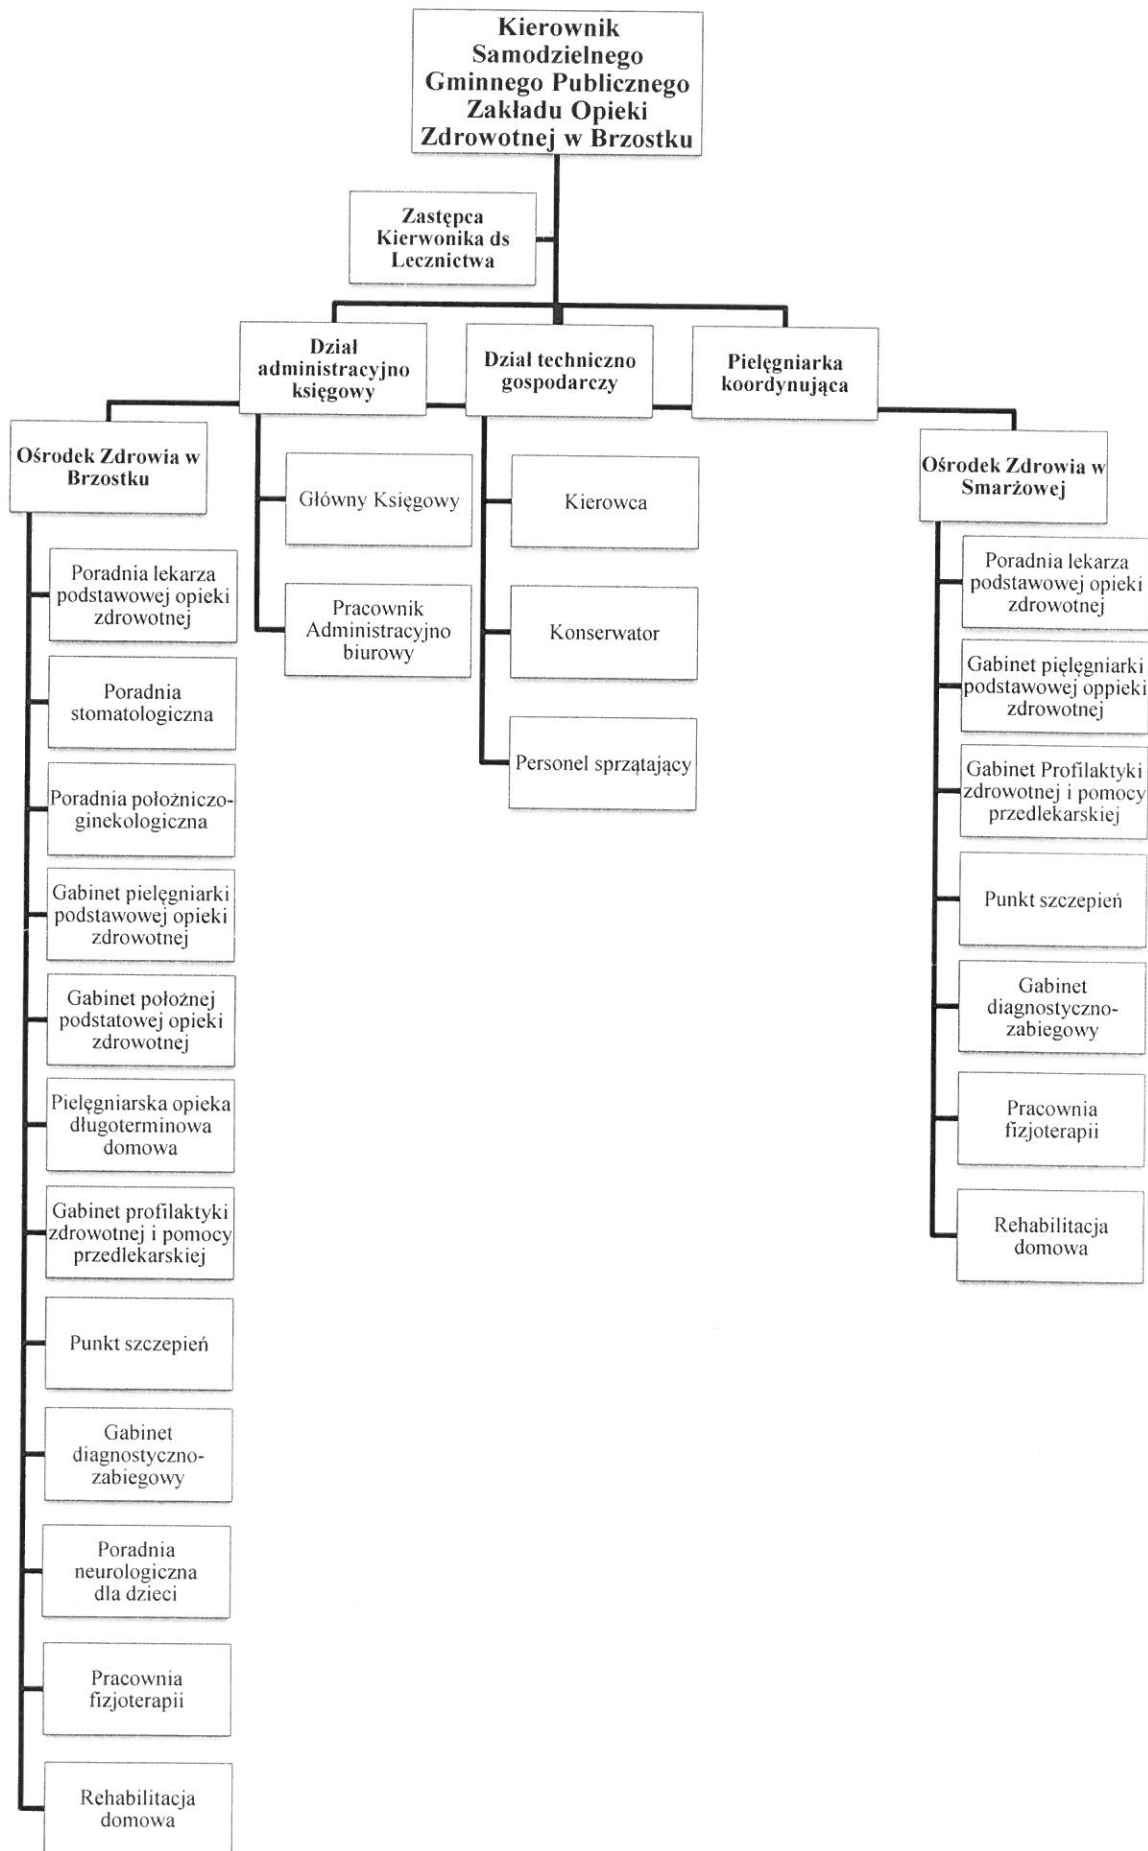 Kierownik
Samodzielnego
Gminnego Publicznego
Zakładu Opieki
Zdrowotnej w Brzostku
Zastępca
Kierwonika ds
Lecznictwa
Dział
administracyjno
księgowy
Dział techniczno
gospodarczy
Pielęgniarka
koordynująca
Ośrodek Zdrowia w
Brzostku
Poradnia lekarza
podstawowej opieki
zdrowotnej
Poradnia
stomatologiczna
Poradnia położniczo-
ginekologiczna
Gabinet pielęgniarki
podstawowej opieki
zdrowotnej
Gabinet położnej
podstatowej opieki
zdrowotnej
Pielęgniarska opieka
długoterminowa
domowa
Gabinet profilaktyki
zdrowotnej i pomocy
przedlekarskiej
Punkt szczepień
Gabinet
diagnostyczno-
zabiegowy
Poradnia
neurologiczna
dla dzieci
Pracownia
fizjoterapii
Rehabilitacja
domowa
Główny Księgowy
Pracownik
Administracyjno
biurowy
Kierowca
Konserwator
Personel sprzątający
Ośrodek Zdrowia w
Smarżowej
Poradnia lekarza
podstawowej opieki
zdrowotnej
Gabinet pięlęgniarki
podstawowej oppieki
zdrowotnej
Gabinet Profilaktyki
zdrowotnej i pomocy
przedlekarskiej
Punkt szczepień
Gabinet
diagnostyczno-
zabiegowy
Pracownia
fizjoterapii
Rehabilitacja
domowa